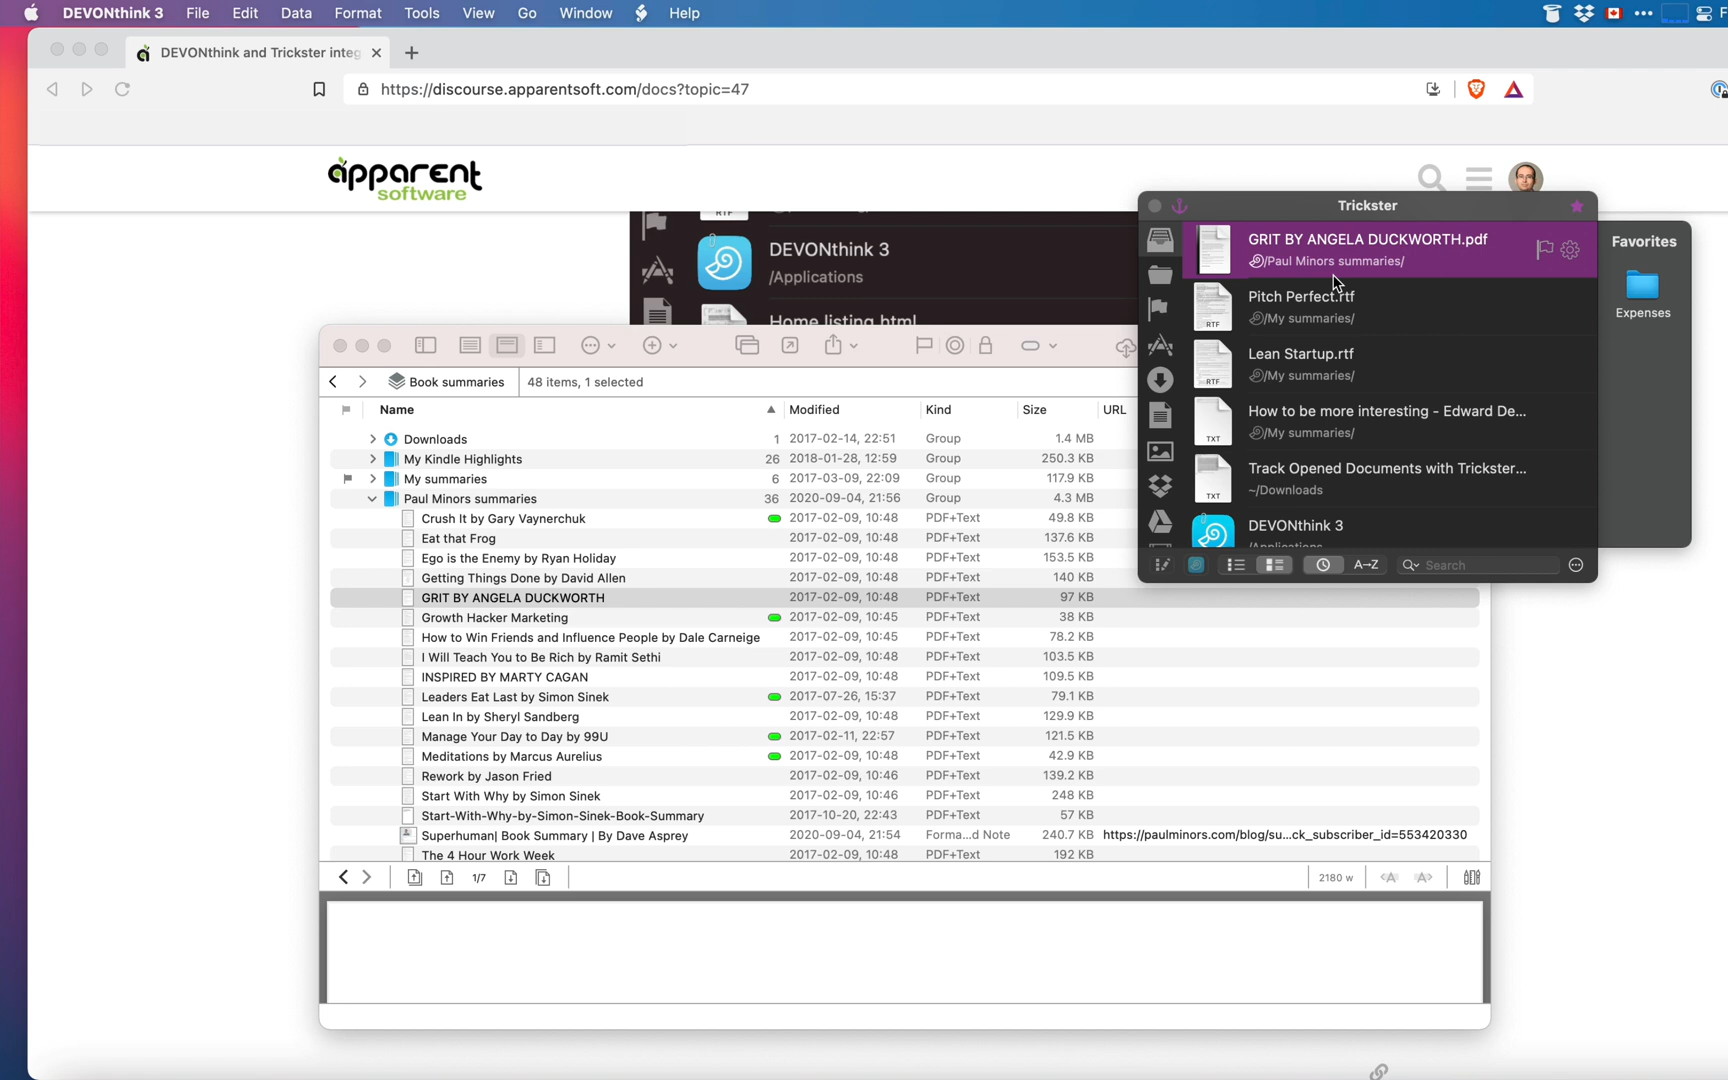 DEVONthink 3 File Edit Data Format Tools View Go Window Help
DEVONthink and Trickster integ
https://discourse.apparentsoft.com/docs?topic=47
apparent
software
RTF
DEVONthink 3
/Applications
Home listing.html
Trickster
GRIT BY ANGELA DUCKWORTH.pdf
/Paul Minors summaries/
RTF
Pitch Perfect.rtf
/My summaries/
RTF
Lean Startup.rtf
/My summaries/
TXT
How to be more interesting - Edward De...
/My summaries/
TXT
Track Opened Documents with Trickster...
~/Downloads
DEVONthink 3
/Applications
A→Z Search
Favorites
Expenses
Book summaries 48 items, 1 selected
Name Modified Kind Size URL
Downloads 1 2017-02-14, 22:51 Group 1.4 MB
My Kindle Highlights 26 2018-01-28, 12:59 Group 250.3 KB
My summaries 6 2017-03-09, 22:09 Group 117.9 KB
Paul Minors summaries 36 2020-09-04, 21:56 Group 4.3 MB
Crush It by Gary Vaynerchuk 2017-02-09, 10:48 PDF+Text 49.8 KB
Eat that Frog 2017-02-09, 10:48 PDF+Text 137.6 KB
Ego is the Enemy by Ryan Holiday 2017-02-09, 10:48 PDF+Text 153.5 KB
Getting Things Done by David Allen 2017-02-09, 10:48 PDF+Text 140 KB
GRIT BY ANGELA DUCKWORTH 2017-02-09, 10:48 PDF+Text 97 KB
Growth Hacker Marketing 2017-02-09, 10:45 PDF+Text 38 KB
How to Win Friends and Influence People by Dale Carneige 2017-02-09, 10:45 PDF+Text 78.2 KB
I Will Teach You to Be Rich by Ramit Sethi 2017-02-09, 10:48 PDF+Text 103.5 KB
INSPIRED BY MARTY CAGAN 2017-02-09, 10:48 PDF+Text 109.5 KB
Leaders Eat Last by Simon Sinek 2017-07-26, 15:37 PDF+Text 79.1 KB
Lean In by Sheryl Sandberg 2017-02-09, 10:48 PDF+Text 129.9 KB
Manage Your Day to Day by 99U 2017-02-11, 22:57 PDF+Text 121.5 KB
Meditations by Marcus Aurelius 2017-02-09, 10:48 PDF+Text 42.9 KB
Rework by Jason Fried 2017-02-09, 10:46 PDF+Text 139.2 KB
Start With Why by Simon Sinek 2017-02-09, 10:46 PDF+Text 248 KB
Start-With-Why-by-Simon-Sinek-Book-Summary 2017-10-20, 22:43 PDF+Text 57 KB
Superhuman| Book Summary | By Dave Asprey 2020-09-04, 21:54 Forma...d Note 240.7 KB https://paulminors.com/blog/su...ck_subscriber_id=553420330
The 4 Hour Work Week 2017-02-09, 10:48 PDF+Text 192 KB
1/7 2180 w